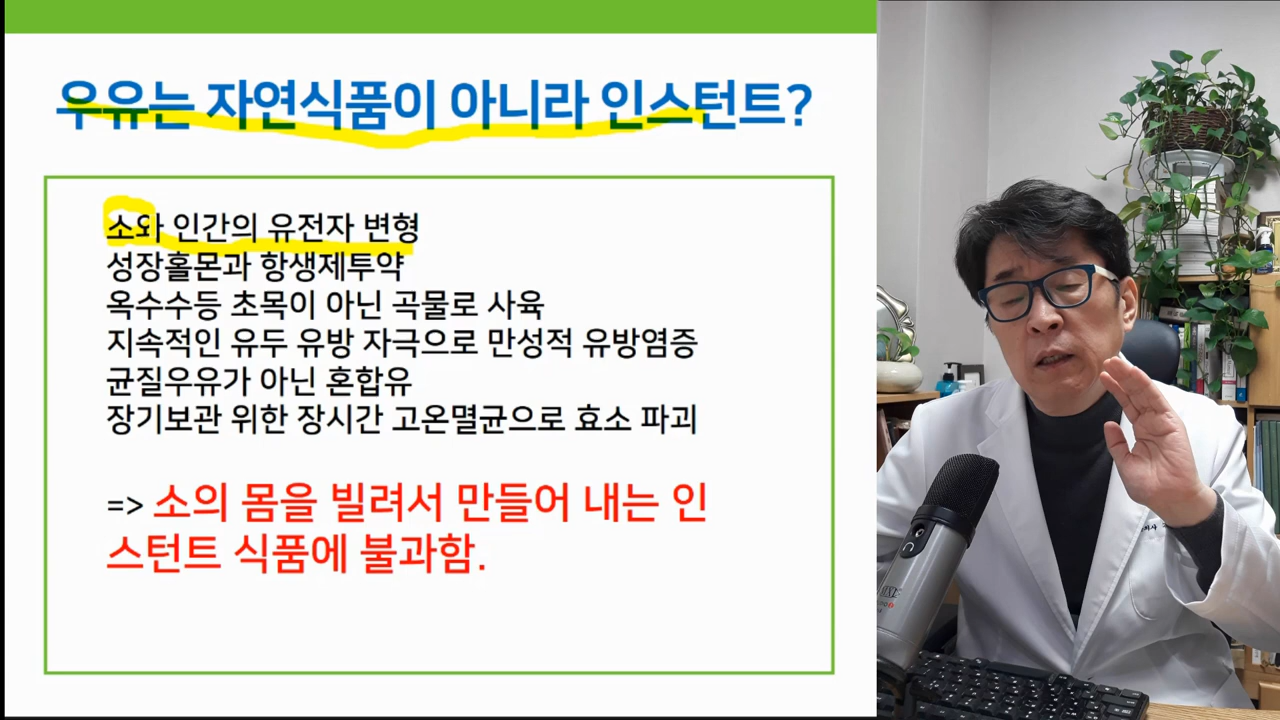 우유는 자연식품이 아니라 인스턴트?
소와 인간의 유전자 변형
성장홀몬과 항생제투약
옥수수등 초목이 아닌 곡물로 사육
지속적인 유두 유방 자극으로 만성적 유방염증
균질우유가 아닌 혼합유
장기보관 위한 장시간 고온멸균으로 효소 파괴
=> 소의 몸을 빌려서 만들어 내는 인
스턴트 식품에 불과함.